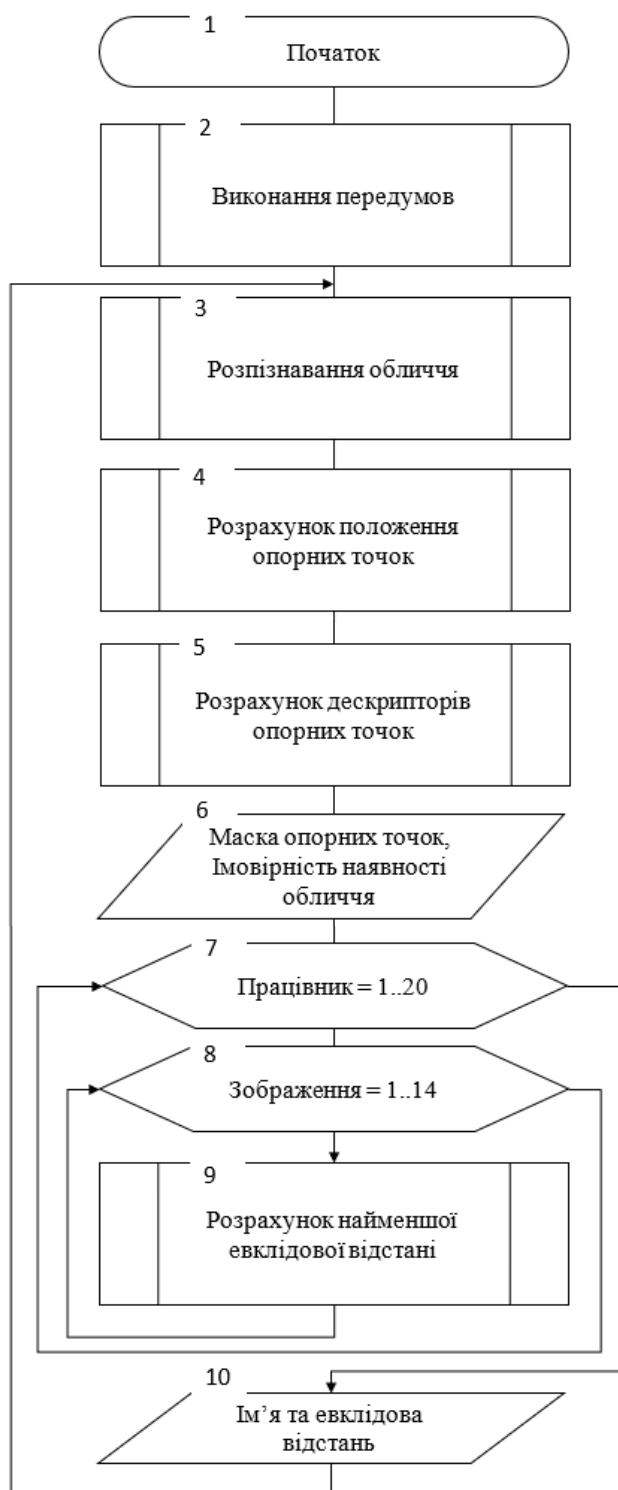 1
Початок
2
Виконання передумов
3
Розпізнавання обличчя
4
Розрахунок положення
опорних точок
5
Розрахунок дескрипторів
опорних точок
6
Маска опорних точок,
Імовірність наявності
обличчя
7
Працівник = 1..20
8
Зображення = 1..14
9
Розрахунок найменшої
евклідової відстані
10
Ім’я та евклідова
відстань